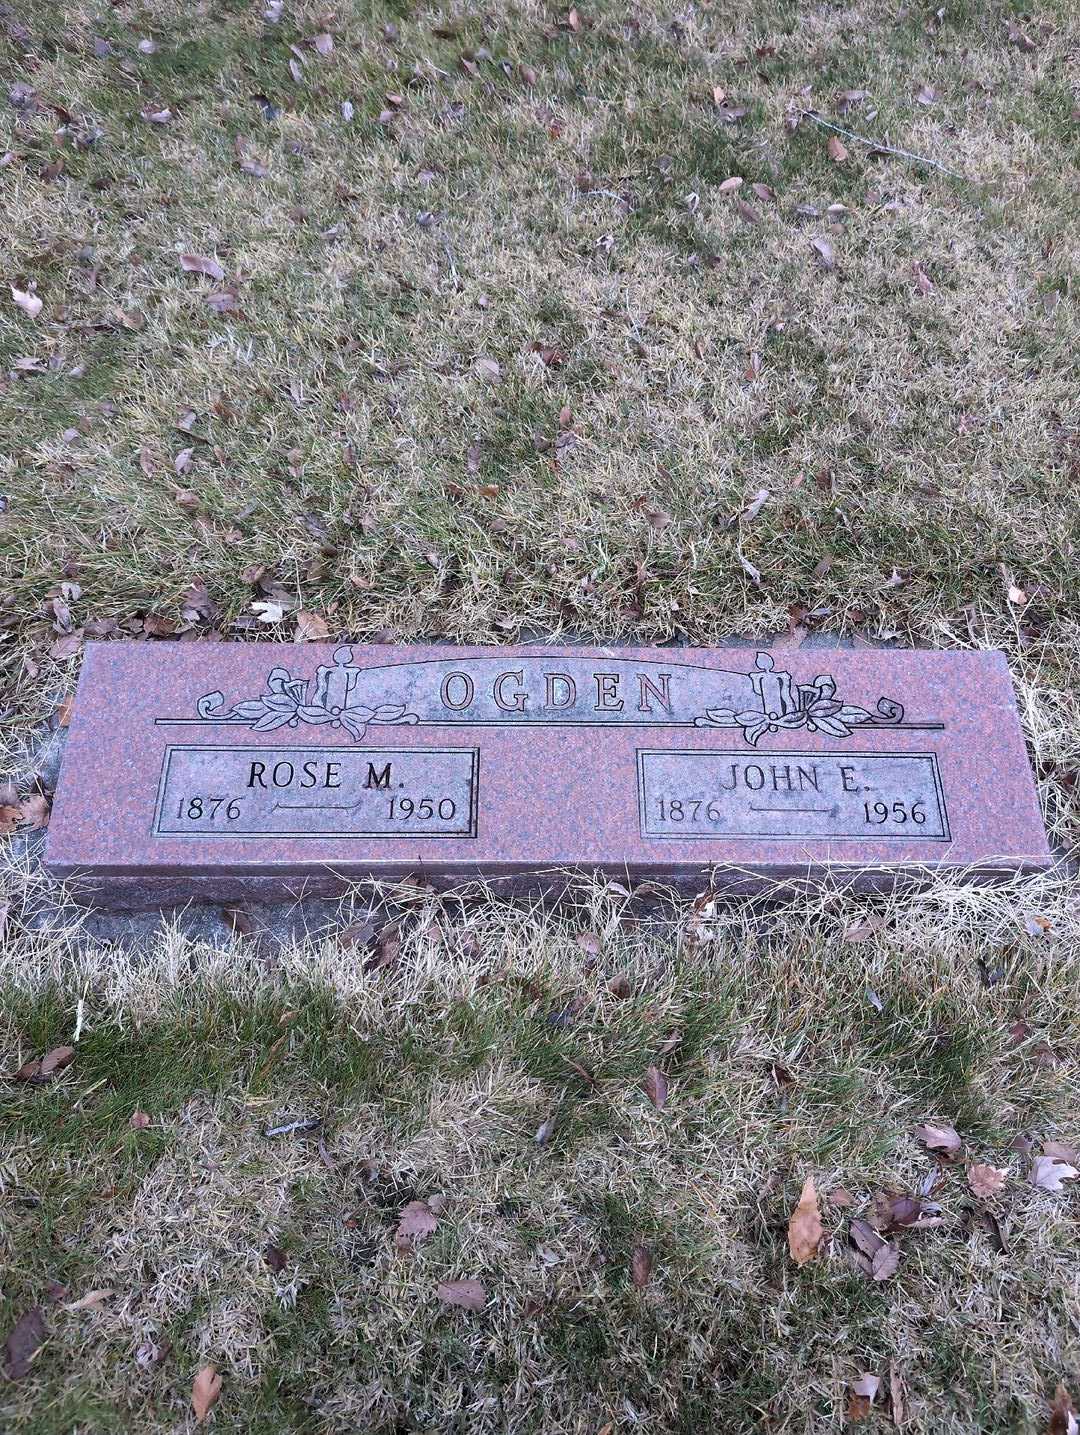 OGDEN
ROSE M.
1876 — 1950
JOHN E.
1876 — 1956